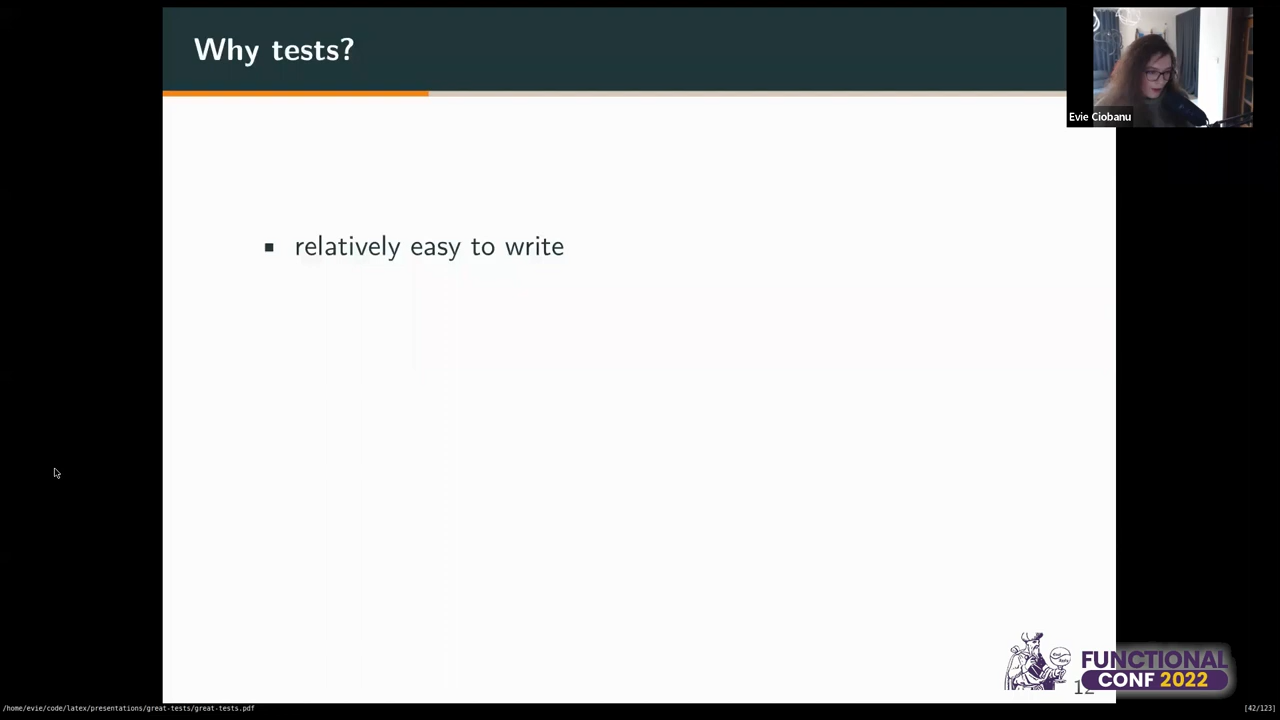 Why tests?
Evie Ciobanu
▪ relatively easy to write
FUNCTIONAL
CONF 2022
12
/home/evie/code/latex/presentations/great-tests/great-tests.pdf
[42/123]